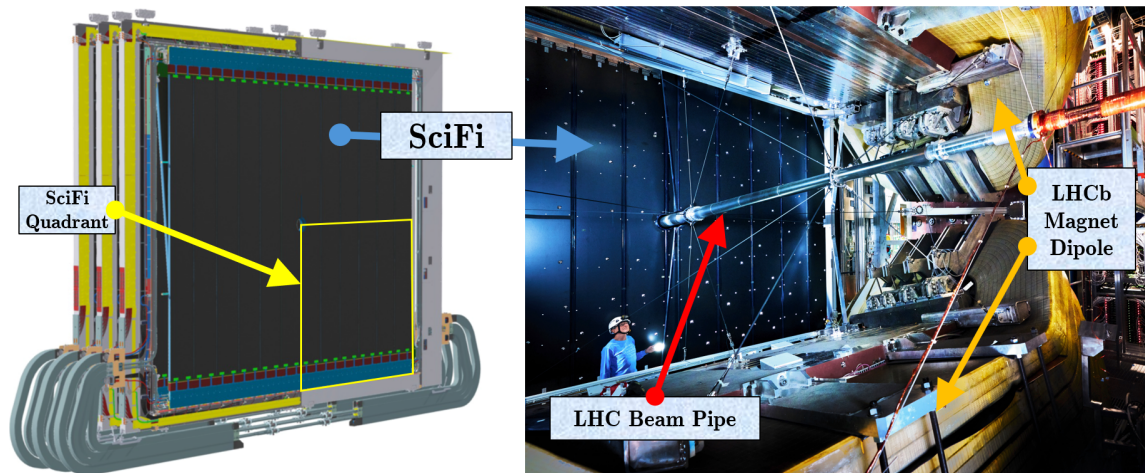 SciFi
SciFi
Quadrant
LHCb
Magnet
Dipole
LHC Beam Pipe